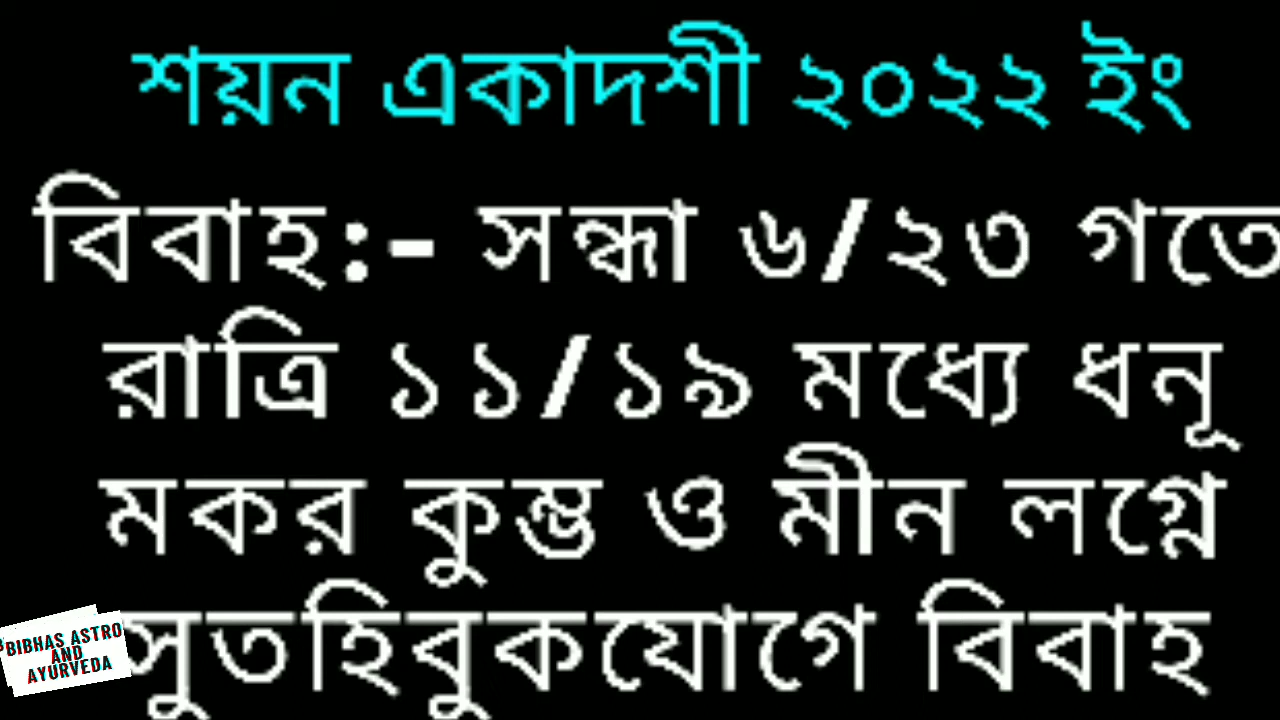 শয়ন একাদশী ২০২২ ইং
বিবাহ:- সন্ধা ৬/২৩ গতে
রাত্রি ১১/১৯ মধ্যে ধনূ
মকর কুম্ভ ও মীন লগ্নে
সুতহিবুকযোগে বিবাহ
BIBHAS ASTRO
AND
AYURVEDA